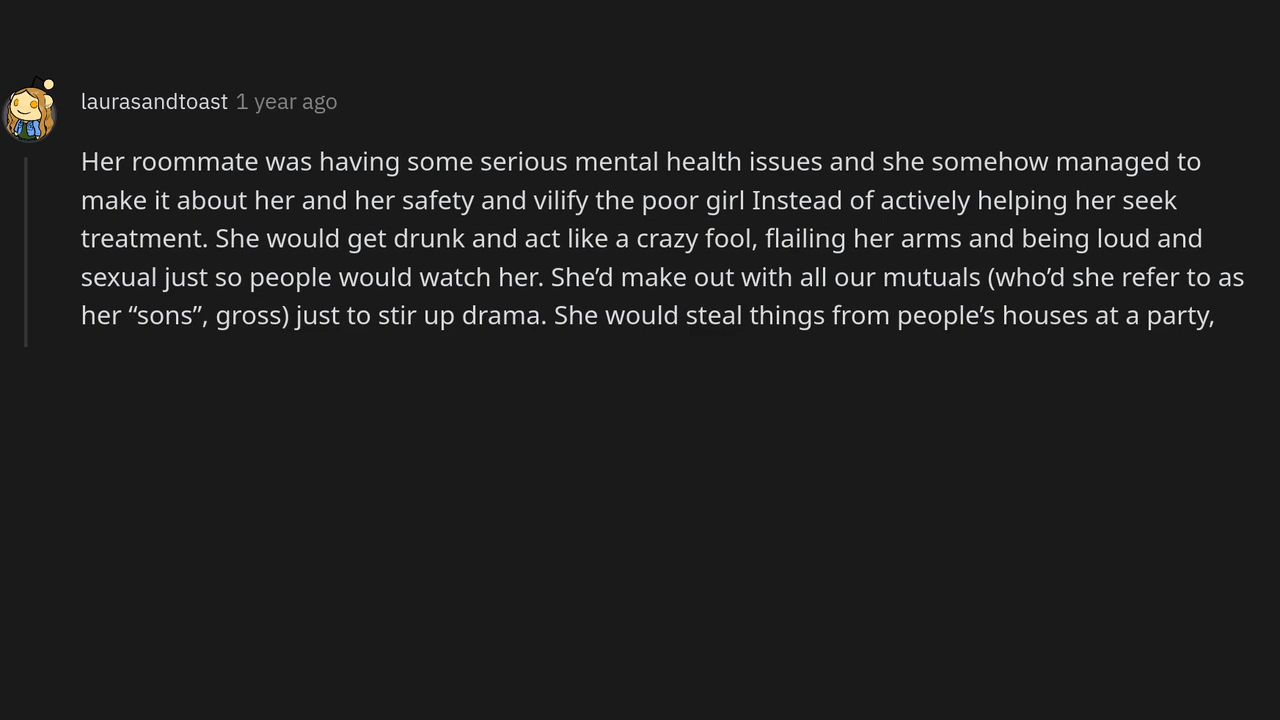 laurasandtoast 1 year ago
Her roommate was having some serious mental health issues and she somehow managed to
make it about her and her safety and vilify the poor girl Instead of actively helping her seek
treatment. She would get drunk and act like a crazy fool, flailing her arms and being loud and
sexual just so people would watch her. She’d make out with all our mutuals (who’d she refer to as
her “sons”, gross) just to stir up drama. She would steal things from people’s houses at a party,